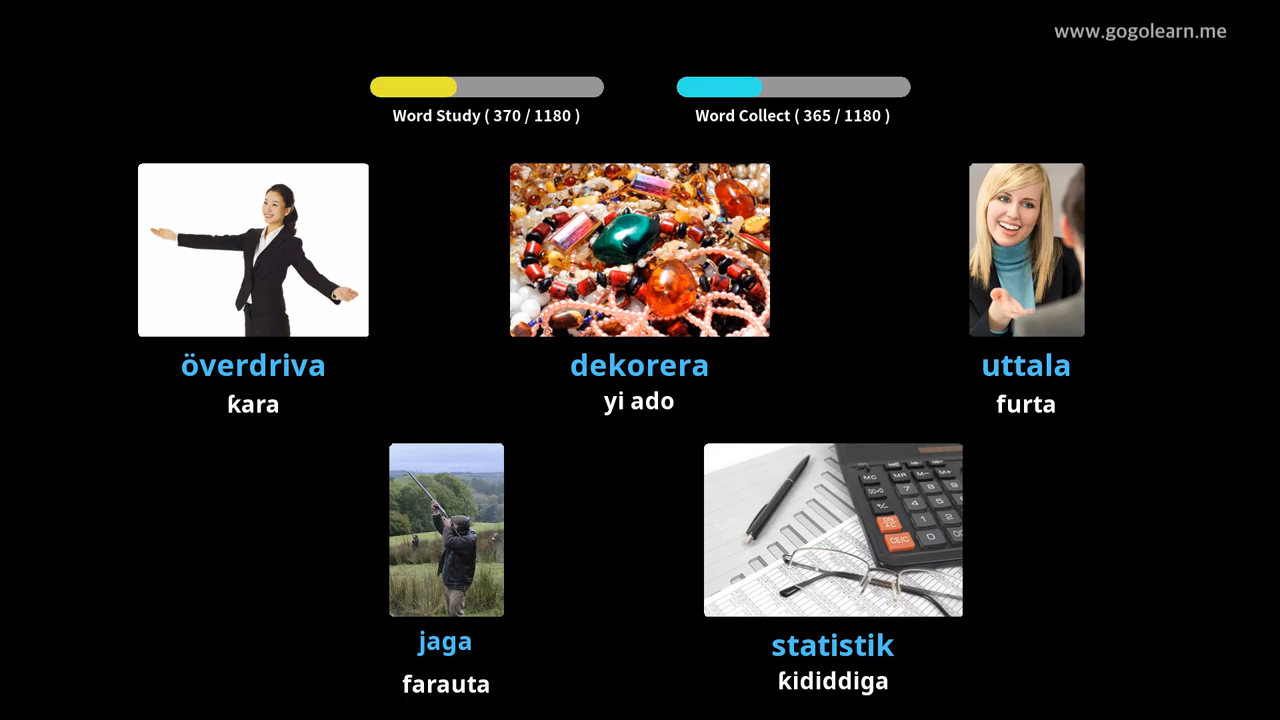 www.gogolearn.me
Word Study ( 370 / 1180 )
Word Collect ( 365 / 1180 )
överdriva
ƙara
dekorera
yi ado
uttala
furta
jaga
farauta
statistik
ƙididdiga